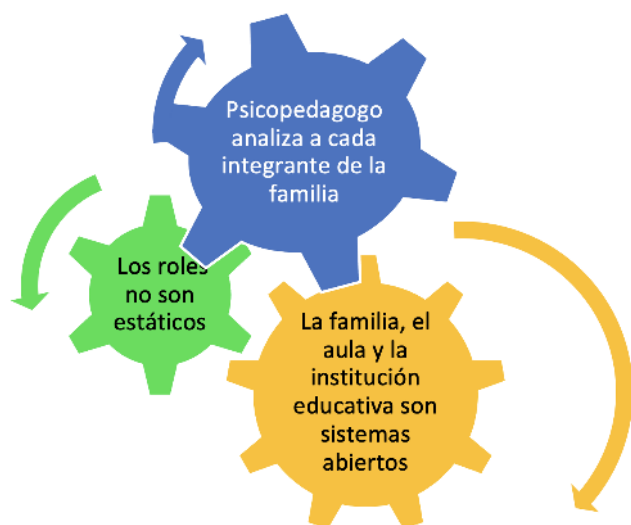 Psicopedagogo
analiza a cada
integrante de la
familia
Los roles
no son
estáticos
La familia, el
aula y la
institución
educativa son
sistemas
abiertos